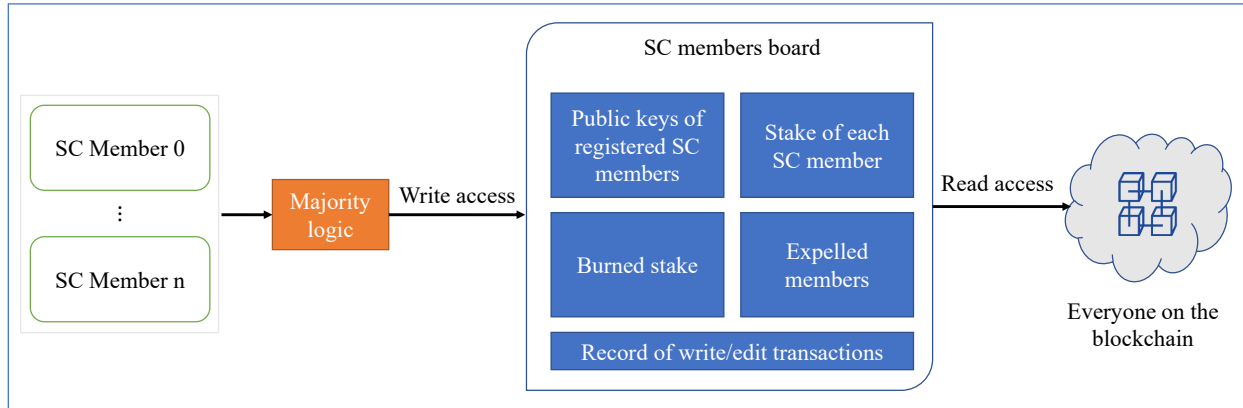 SC Member 0
⋮
SC Member n
Majority
logic
Write access
SC members board
Public keys of
registered SC
members
Stake of each
SC member
Burned stake
Expelled
members
Record of write/edit transactions
Read access
Everyone on the
blockchain